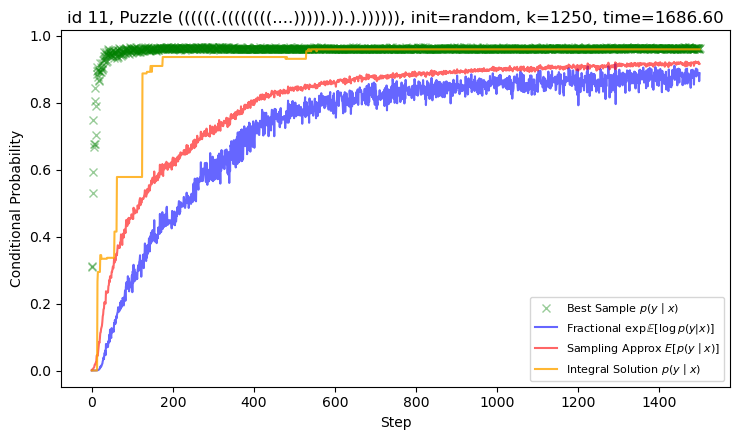 id 11, Puzzle ((((((.((((((((....))))).)).).)))))), init=random, k=1250, time=1686.60
1.0
0.8
0.6
0.4
0.2
0.0
Conditional Probability
Best Sample p(y | x)
Fractional exp𝔼[log p(y|x)]
Sampling Approx E[p(y | x)]
Integral Solution p(y | x)
0 200 400 600 800 1000 1200 1400
Step